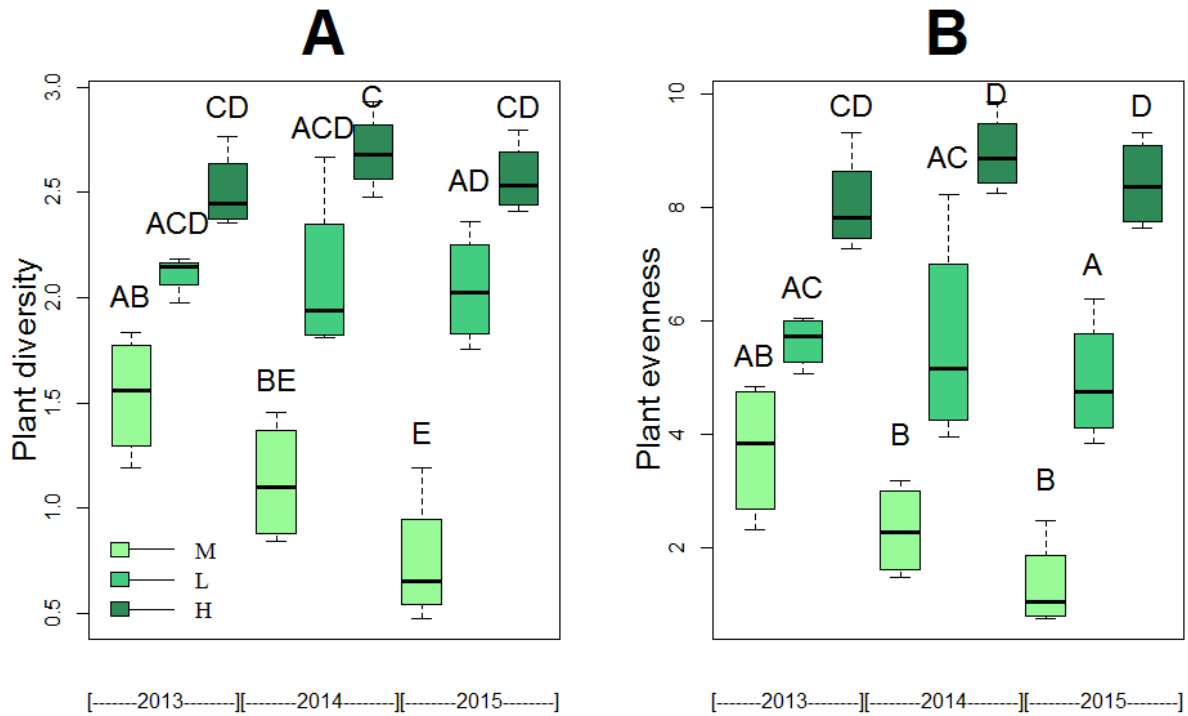 A
Plant diversity
3.0
2.5
2.0
1.5
1.0
0.5
AB
ACD
CD
BE
ACD
C
E
AD
CD
M
L
H
[-------2013--------][--------2014--------][-------2015--------]
B
Plant evenness
10
8
6
4
2
AB
AC
CD
B
AC
D
B
A
D
[-------2013--------][--------2014--------][-------2015--------]